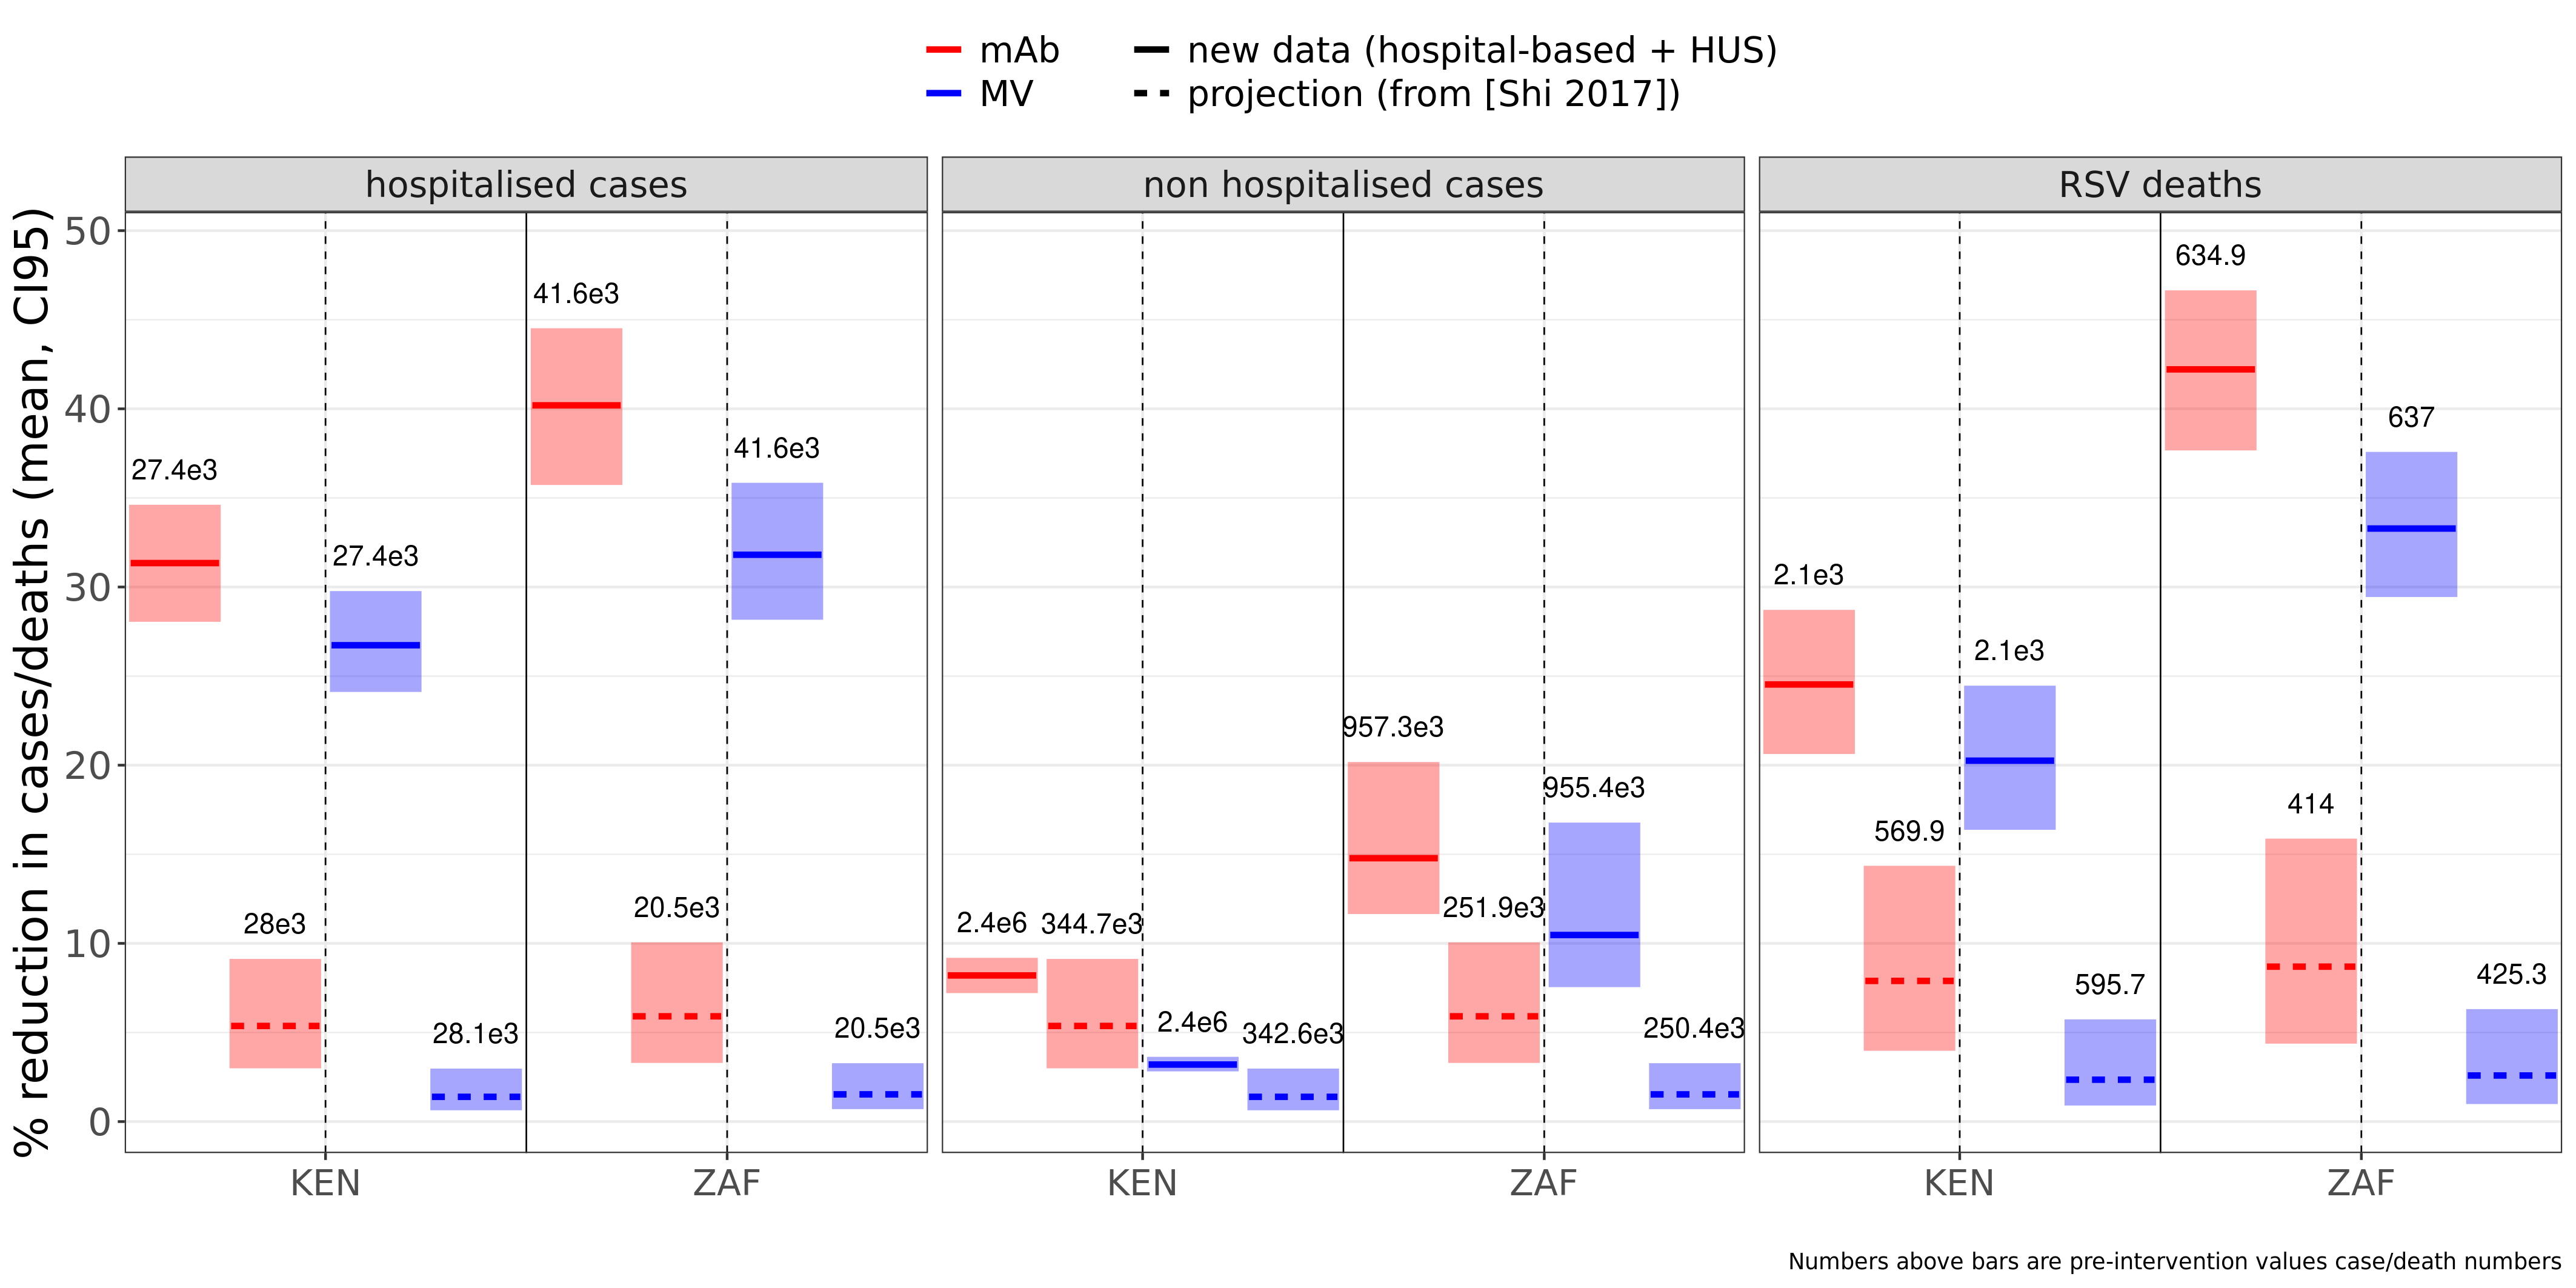 mAb
new data (hospital-based + HUS)
MV
projection (from [Shi 2017])
hospitalised cases
non hospitalised cases
RSV deaths
% reduction in cases/deaths (mean, CI95)
50
40
30
20
10
0
27.4e3
28e3
27.4e3
28.1e3
41.6e3
20.5e3
41.6e3
20.5e3
2.4e6
344.7e3
2.4e6
342.6e3
957.3e3
251.9e3
955.4e3
250.4e3
2.1e3
569.9
2.1e3
595.7
634.9
414
637
425.3
KEN
ZAF
KEN
ZAF
KEN
ZAF
Numbers above bars are pre-intervention values case/death numbers